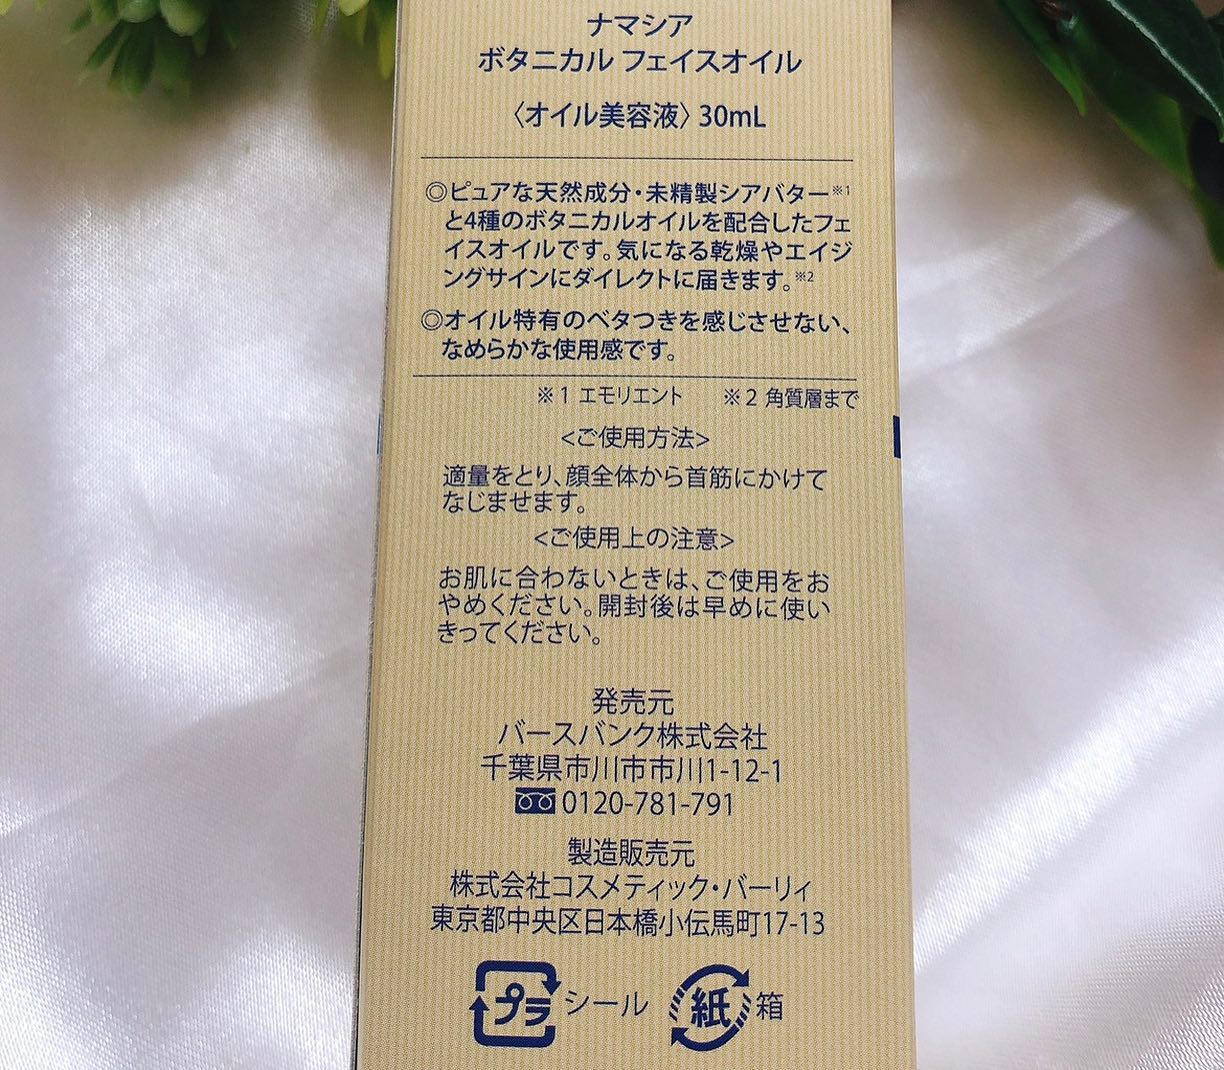 ナマシア
ボタニカル フェイスオイル
〈オイル美容液〉30mL
◎ピュアな天然成分・未精製シアバター※1
と4種のボタニカルオイルを配合したフェ
イスオイルです。気になる乾燥やエイジ
ングサインにダイレクトに届きます。※2
◎オイル特有のベタつきを感じさせない、
なめらかな使用感です。
※1 エモリエント ※2 角質層まで
<ご使用方法>
適量をとり、顔全体から首筋にかけて
なじませます。
<ご使用上の注意>
お肌に合わないときは、ご使用をお
やめください。開封後は早めに使い
きってください。
発売元
バースバンク株式会社
千葉県市川市市川1-12-1
0120-781-791
製造販売元
株式会社コスメティック・バーリィ
東京都中央区日本橋小伝馬町17-13
プラ シール 紙 箱